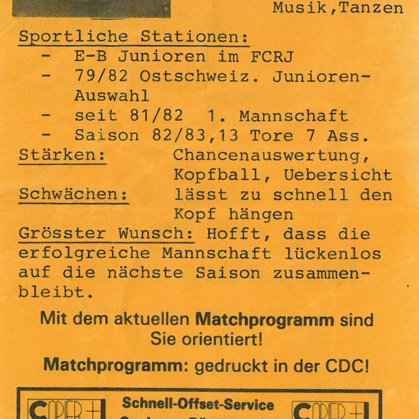 Musik,Tanzen
Sportliche Stationen:
- E-B Junioren im FCRJ
- 79/82 Ostschweiz. Junioren-
Auswahl
- seit 81/82 1. Mannschaft
- Saison 82/83,13 Tore 7 Ass.
Stärken: Chancenauswertung,
Kopfball, Uebersicht
Schwächen: lässt zu schnell den
Kopf hängen
Grösster Wunsch: Hofft, dass die
erfolgreiche Mannschaft lückenlos
auf die nächste Saison zusammen-
bleibt.
Mit dem aktuellen Matchprogramm sind
Sie orientiert!
Matchprogramm: gedruckt in der CDC!
Schnell-Offset-Service